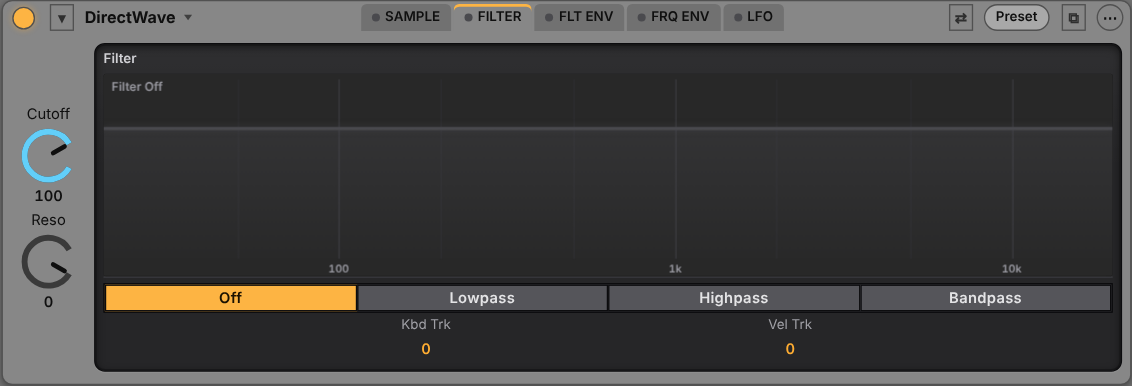 DirectWave
SAMPLE
FILTER
FLT ENV
FRQ ENV
LFO
Preset
Filter
Filter Off
Cutoff
100
Reso
0
100
1k
10k
Off
Lowpass
Highpass
Bandpass
Kbd Trk
Vel Trk
0
0